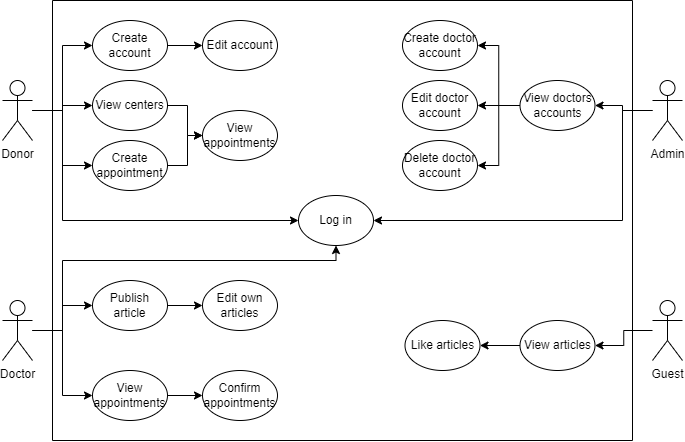 Create
account
Edit account
Create doctor
account
View centers
Edit doctor
account
View doctors
accounts
View
appointments
Donor
Admin
Create
appointment
Delete doctor
account
Log in
Publish
article
Edit own
articles
Like articles
View articles
Doctor
Guest
View
appointments
Confirm
appointments